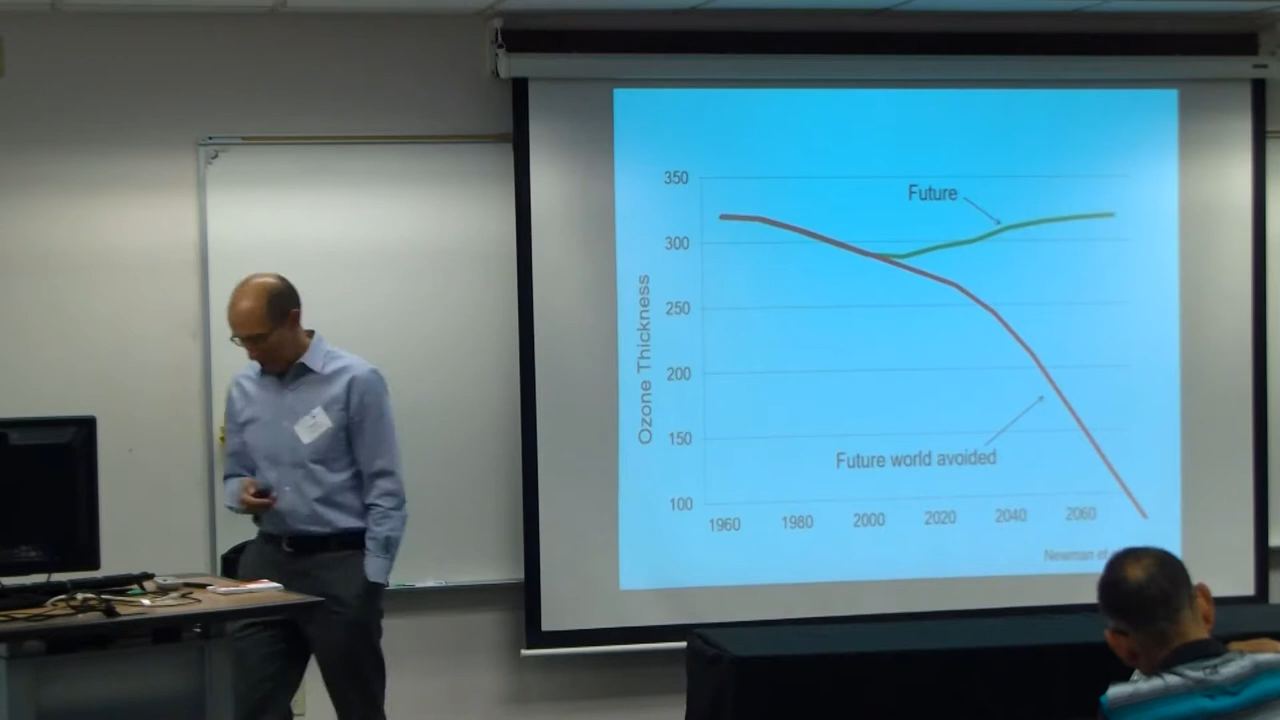 350
300
250
200
150
100
Ozone Thickness
Future
Future world avoided
1960 1980 2000 2020 2040 2060
Newman